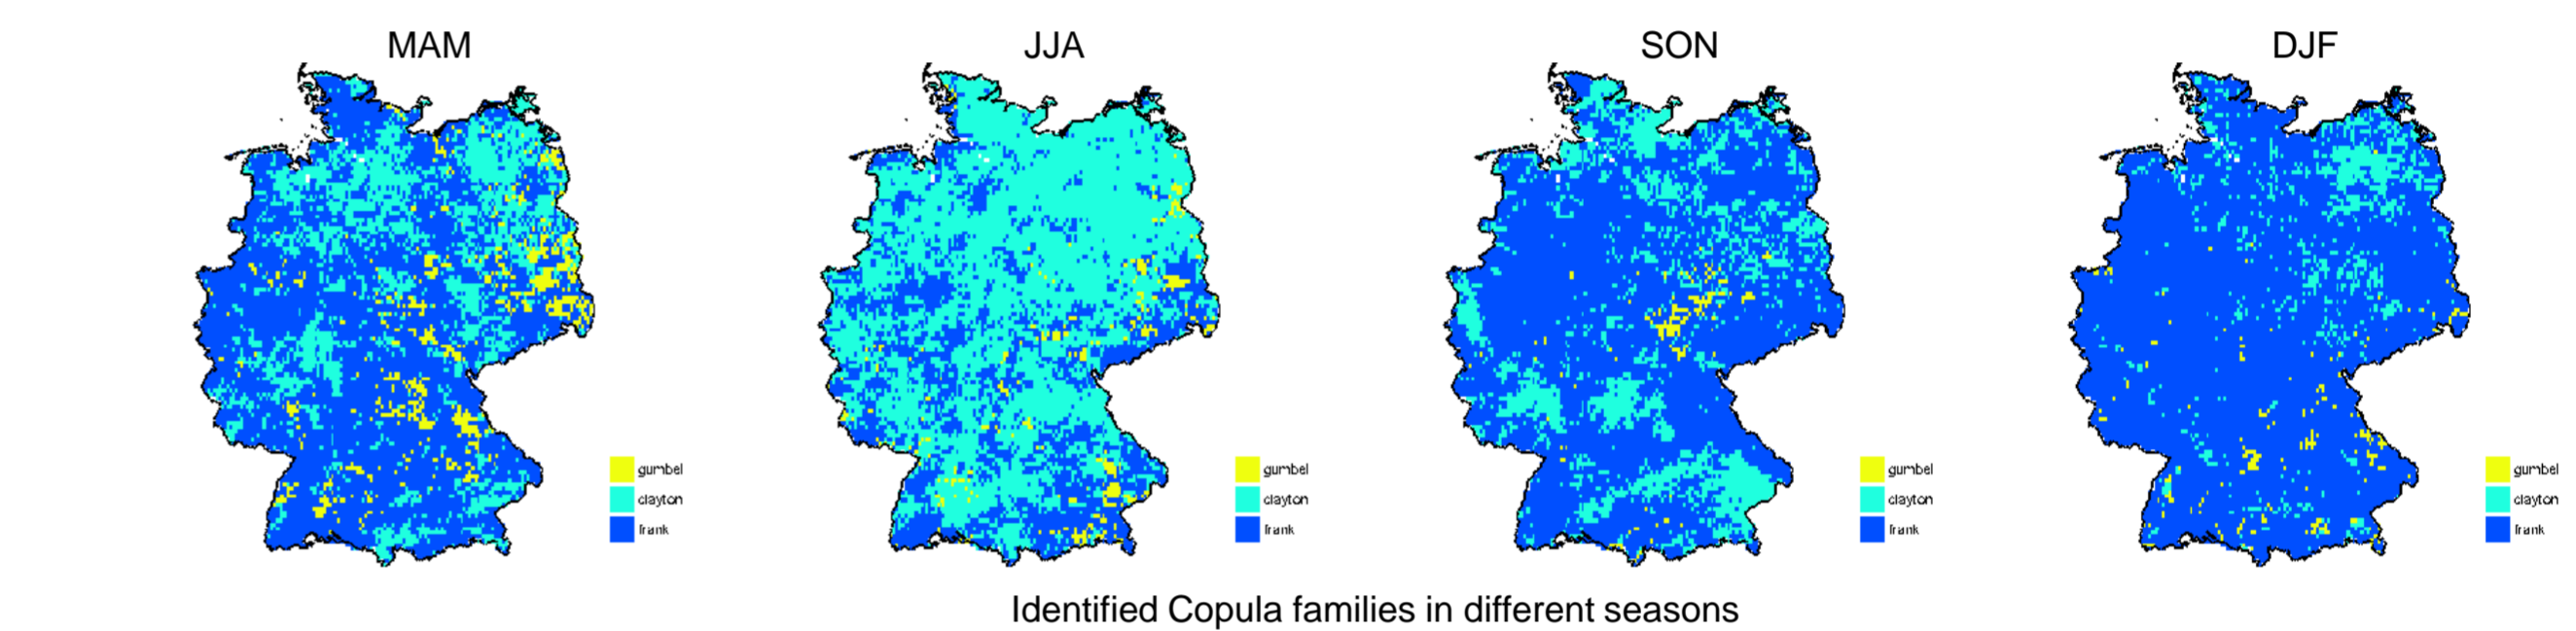 MAM
JJA
SON
DJF
gumbel
clayton
frank
gumbel
clayton
frank
gumbel
clayton
frank
gumbel
clayton
frank
Identified Copula families in different seasons